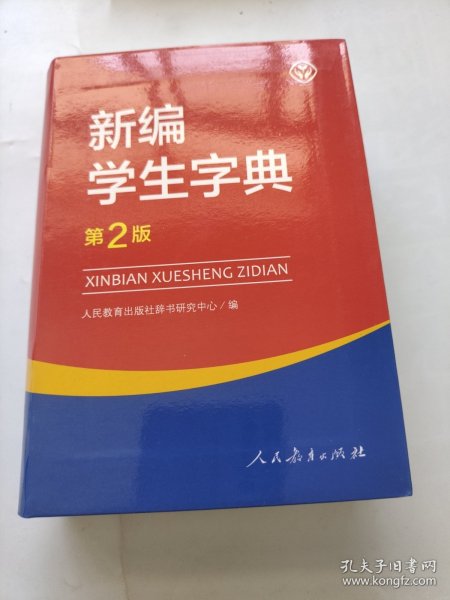 新编
学生字典
第2版
XINBIAN XUESHENG ZIDIAN
人民教育出版社辞书研究中心/编
人民教育出版社
孔夫子旧书网
www.kongfz.com